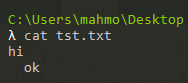 C:\Users\mahmo\Desktop
λ cat tst.txt
hi
  ok